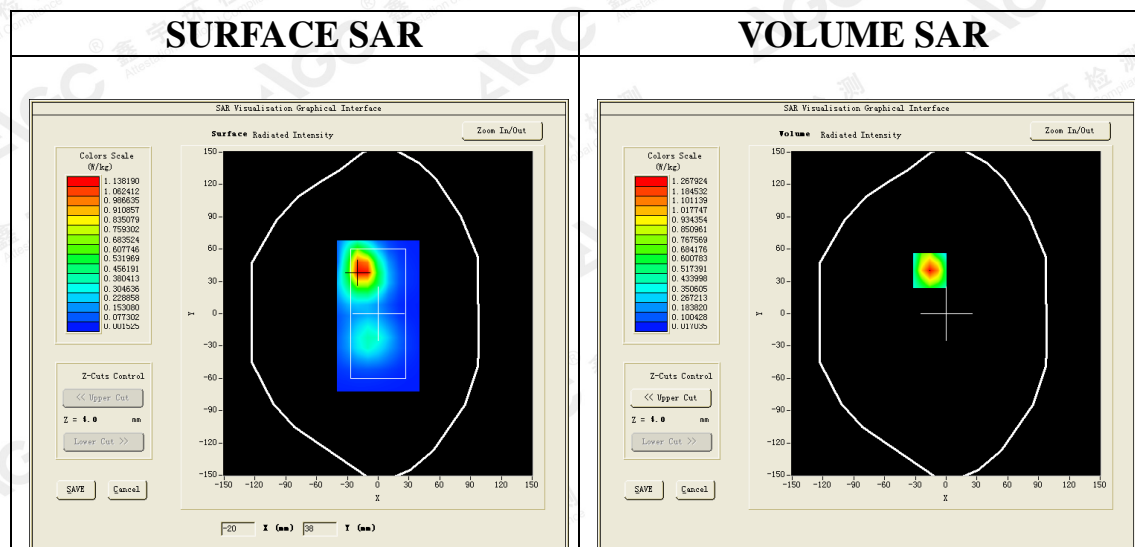 SURFACE SAR
VOLUME SAR
SAR Visualisation Graphical Interface
Surface Radiated Intensity
Zoom In/Out
Colors Scale
(W/kg)
1.138190
1.062412
0.986635
0.910857
0.835079
0.759302
0.683524
0.607746
0.531969
0.456191
0.380413
0.304636
0.228858
0.153080
0.077302
0.001525
Z-Cuts Control
<< Upper Cut
Z = 4.0 mm
Lower Cut >>
SAVE
Cancel
150
120
90
60
30
0
-30
-60
-90
-120
-150
Y
-150 -120 -90 -60 -30 0 30 60 90 120 150
X
-20 X (mm) 38 Y (mm)
SAR Visualisation Graphical Interface
Volume Radiated Intensity
Zoom In/Out
Colors Scale
(W/kg)
1.267924
1.184532
1.101139
1.017747
0.934354
0.850961
0.767569
0.684176
0.600783
0.517391
0.433998
0.350605
0.267213
0.183820
0.100428
0.017035
Z-Cuts Control
<< Upper Cut
Z = 4.0 mm
Lower Cut >>
SAVE
Cancel
150
120
90
60
30
0
-30
-60
-90
-120
-150
Y
-150 -120 -90 -60 -30 0 30 60 90 120 150
X